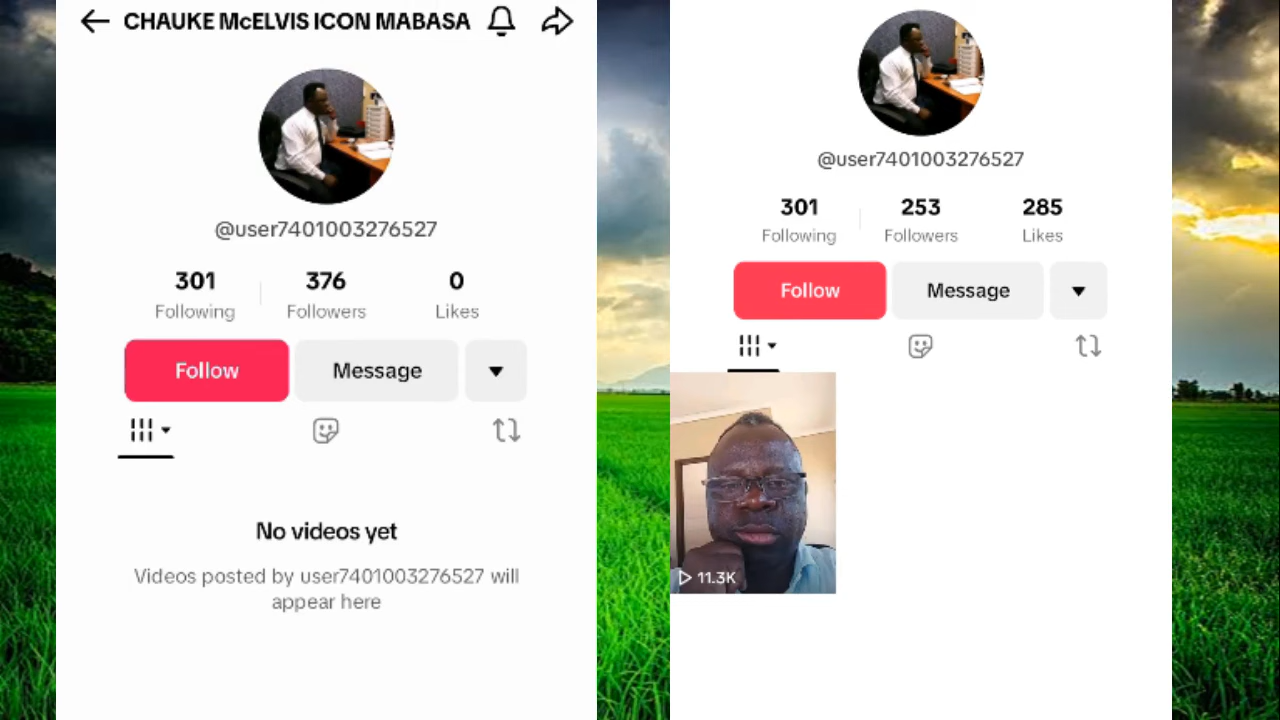 CHAUKE McELVIS ICON MABASA
@user7401003276527
301 376 0
Following Followers Likes
Follow Message
No videos yet
Videos posted by user7401003276527 will
appear here
@user7401003276527
301 253 285
Following Followers Likes
Follow Message
11.3K